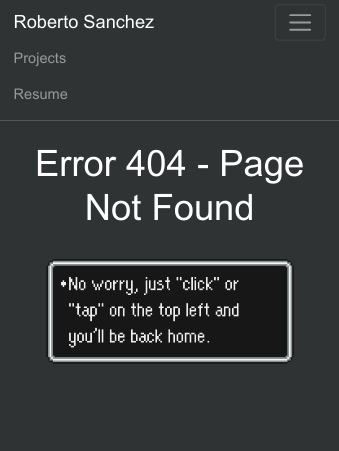 Roberto Sanchez
Projects
Resume
Error 404 - Page
Not Found
•No worry, just "click" or
"tap" on the top left and
you'll be back home.